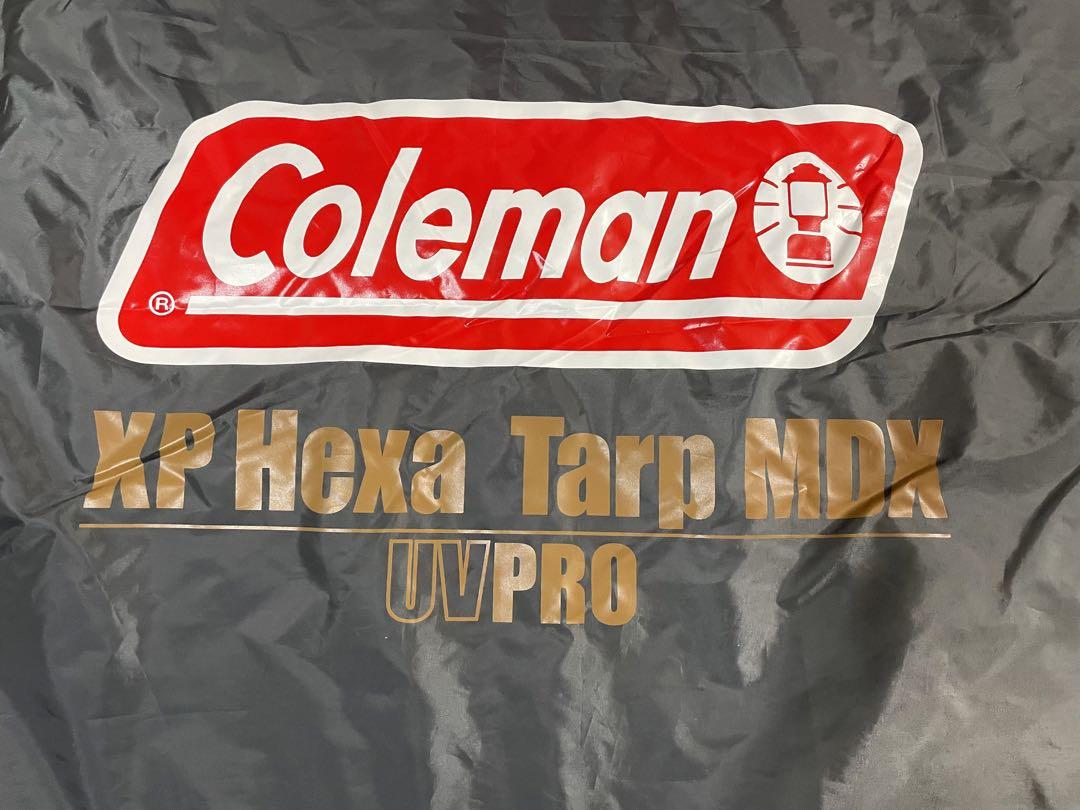 Coleman
®
XP Hexa Tarp MDX
UVPRO